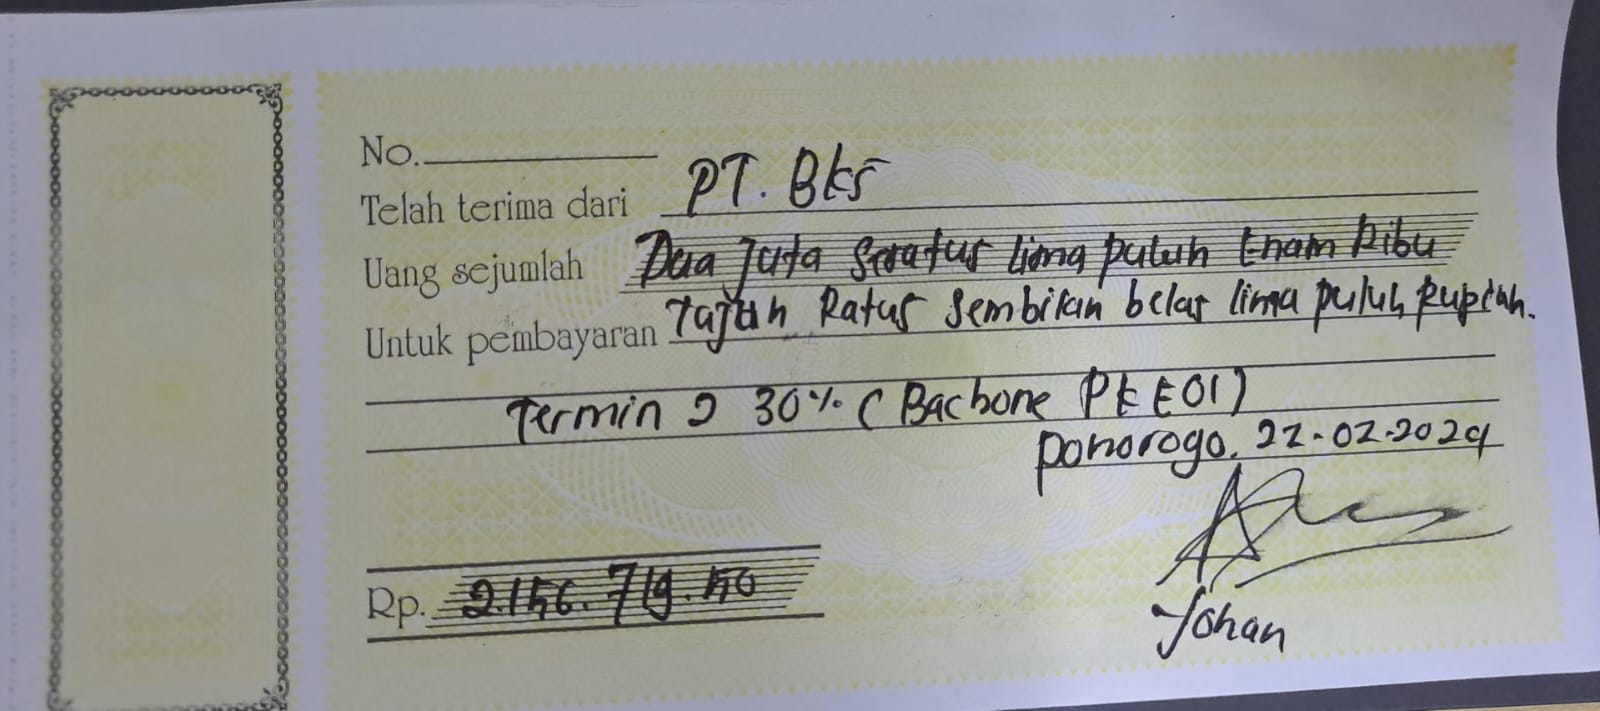 No.
Telah terima dari PT. Bks
Uang sejumlah Dua Juta Seratus lima puluh Enam Ribu
Untuk pembayaran Tujuh Ratus Sembilan belas lima puluh Rupiah.
Termin 2 30% ( Bacbone PKE01)
Ponorogo, 22-02-2024
Rp. 2.156.719.50
Johan